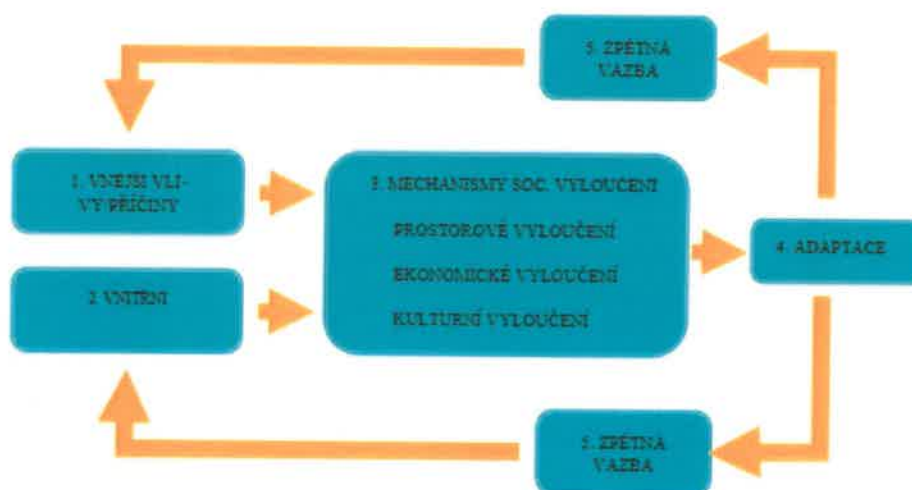 5. ZPĚTNÁ
VAZBA
1. VNĚJŠÍ VLI-
VY/PŘÍČINY
3. MECHANISMY SOC. VYLOUČENÍ
PROSTOROVÉ VYLOUČENÍ
EKONOMICKÉ VYLOUČENÍ
KULTURNÍ VYLOUČENÍ
4. ADAPTACE
2. VNITŘNÍ
5. ZPĚTNÁ
VAZBA